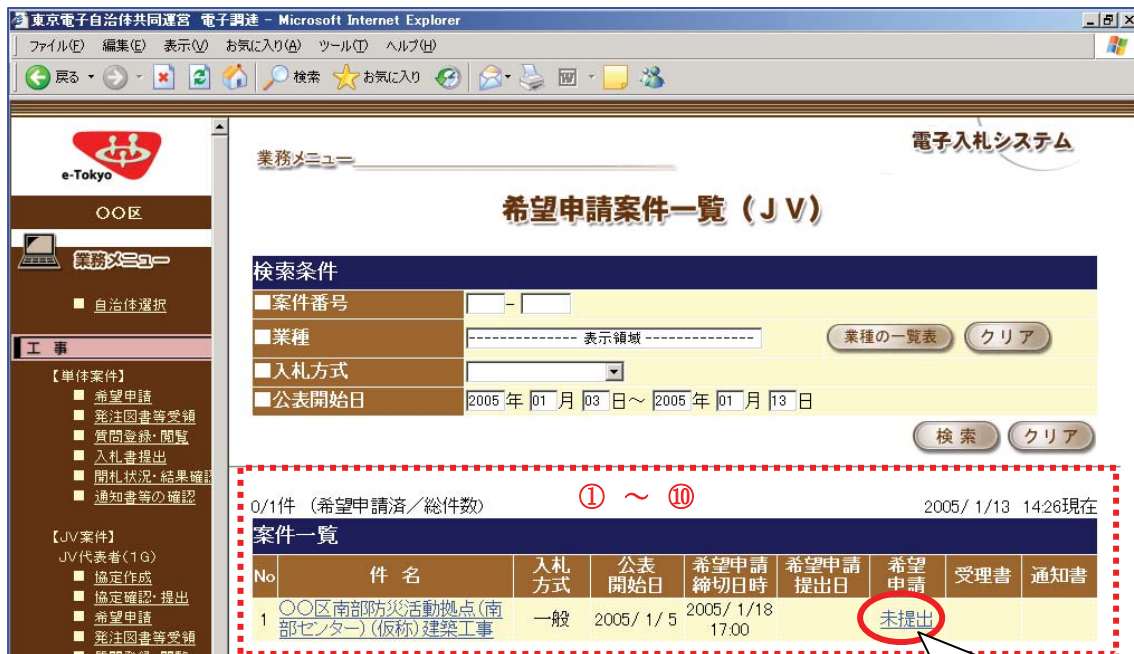 東京電子自治体共同運営 電子調達 - Microsoft Internet Explorer
ファイル(F) 編集(E) 表示(V) お気に入り(A) ツール(T) ヘルプ(H)
戻る 検索 お気に入り
e-Tokyo
〇〇区
業務メニュー
自治体選択
工 事
【単体案件】
希望申請
発注図書等受領
質問登録・閲覧
入札書提出
開札状況・結果確認
通知書等の確認
【JV案件】
JV代表者(1G)
協定作成
協定確認・提出
希望申請
発注図書等受領
業務メニュー
電子入札システム
希望申請案件一覧(JV)
検索条件
■案件番号 -
■業種 -------------- 表示領域 -------------- 業種の一覧表 クリア
■入札方式
■公表開始日 2005 年 01 月 03 日～ 2005 年 01 月 13 日
検索 クリア
0/1件 (希望申請済/総件数) ① ～ ⑩ 2005/ 1/13 14:26現在
案件一覧
No 件 名 入札方式 公表開始日 希望申請締切日時 希望申請提出日 希望申請 受理書 通知書
1 〇〇区南部防災活動拠点(南部センター)(仮称)建築工事 一般 2005/ 1/ 5 2005/ 1/18 17:00 未提出